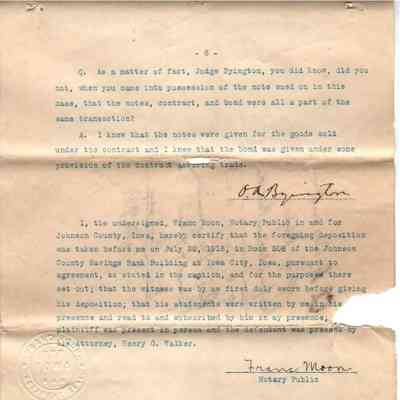 - 6 -
Q. As a matter of fact, Judge Byington, you did know, did you
not, when you came into possession of the note sued on in this
case, that the notes, contract, and bond were all a part of the
same transaction?
A. I knew that the notes were given for the goods sold
under the contract and I knew that the bond was given under some
provision of the contract assuring trade.
O. A. Byington
I, the undersigned, Franc Moon, Notary Public in and for
Johnson County, Iowa, hereby certify that the foregoing deposition
was taken before me on July 20, 1915, in Room 206 of the Johnson
County Savings Bank Building at Iowa City, Iowa, pursuant to
agreement, as stated in the caption, and for the purposes there
set out; that the witness was by me first duly sworn before giving
his deposition; that his statements were written by me in his
presence and read to and subscribed by him in my presence,
plaintiff was present in person and the defendant was present by
his Attorney, Henry G. Walker.
Franc Moon
Notary Public